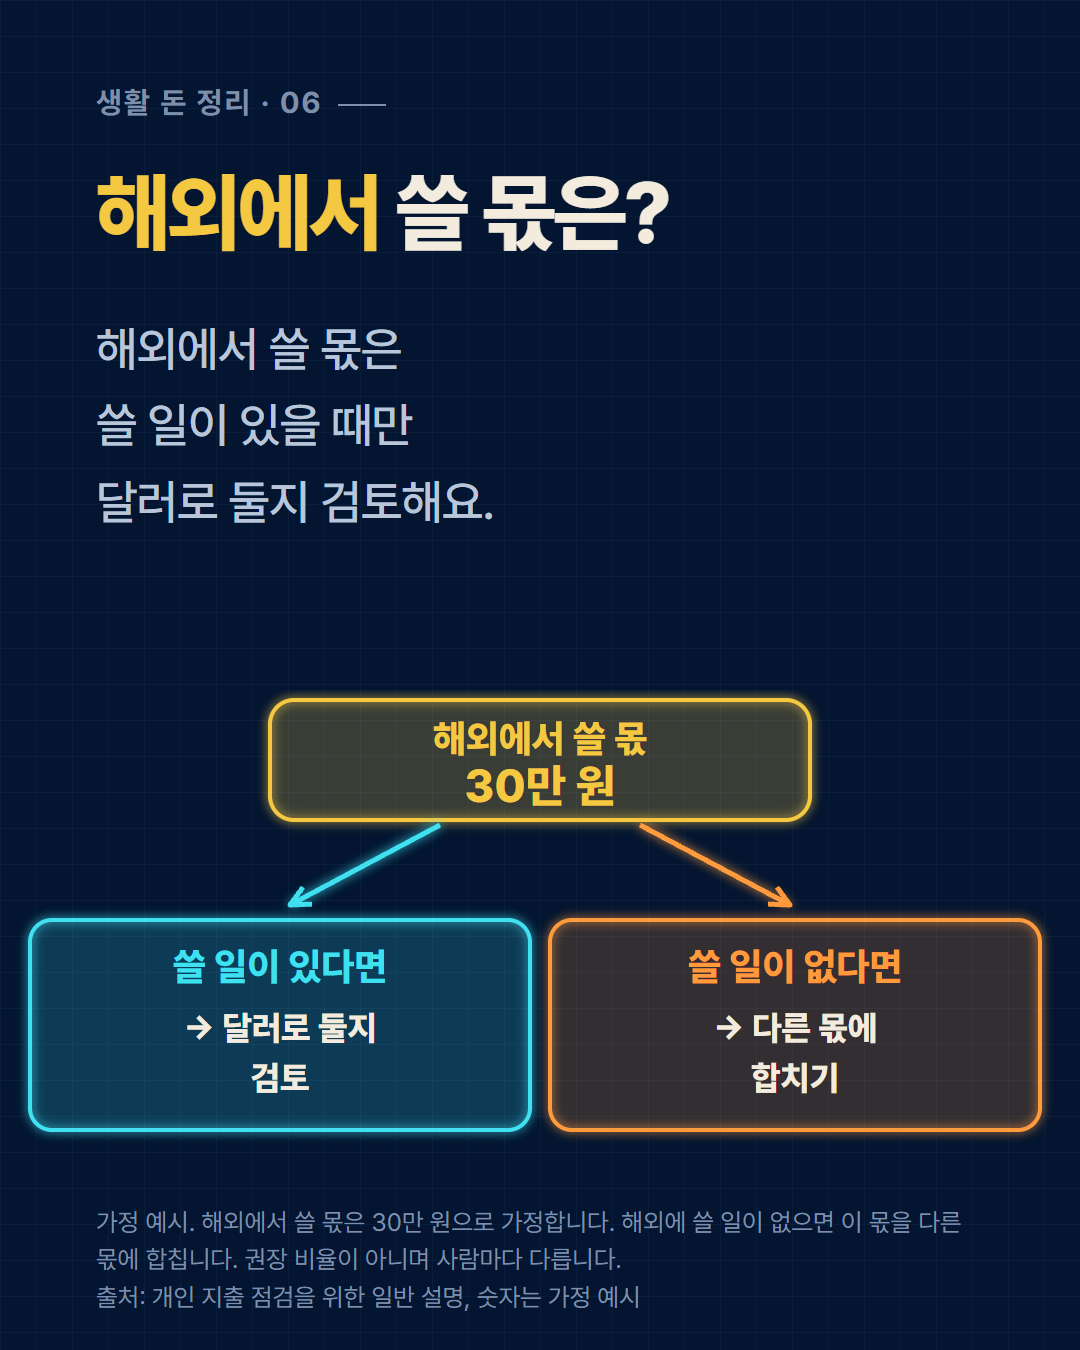 생활 돈 정리 · 06
해외에서 쓸 몫은?
해외에서 쓸 몫은
쓸 일이 있을 때만
달러로 둘지 검토해요.
해외에서 쓸 몫
30만 원
쓸 일이 있다면
→ 달러로 둘지
검토
쓸 일이 없다면
→ 다른 몫에
합치기
가정 예시. 해외에서 쓸 몫은 30만 원으로 가정합니다. 해외에 쓸 일이 없으면 이 몫을 다른
몫에 합칩니다. 권장 비율이 아니며 사람마다 다릅니다.
출처: 개인 지출 점검을 위한 일반 설명, 숫자는 가정 예시